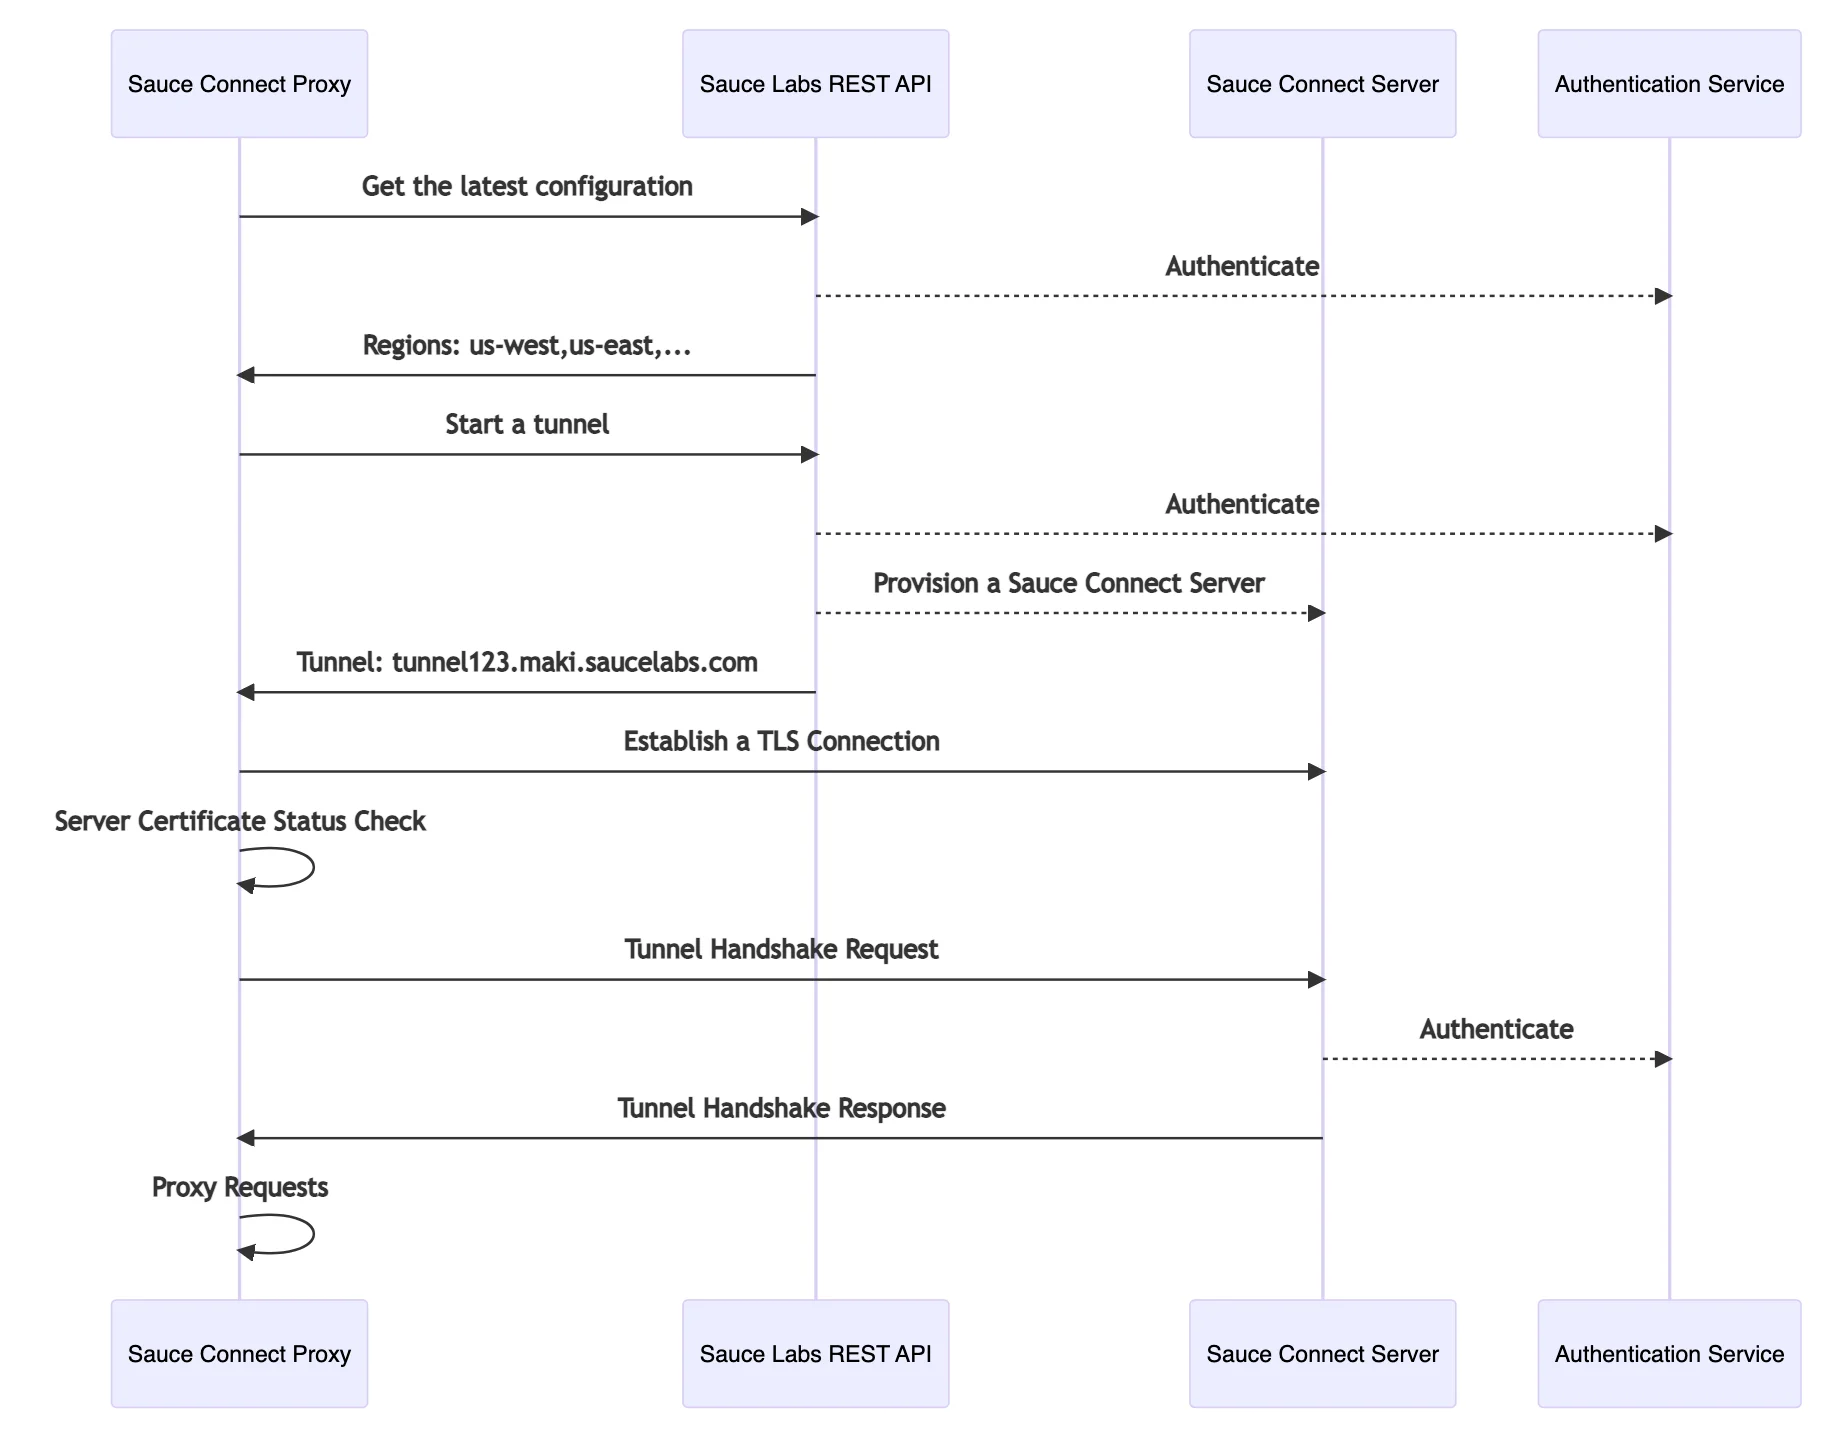 Sauce Connect Proxy
Sauce Labs REST API
Sauce Connect Server
Authentication Service
Get the latest configuration
Authenticate
Regions: us-west,us-east,...
Start a tunnel
Authenticate
Provision a Sauce Connect Server
Tunnel: tunnel123.maki.saucelabs.com
Establish a TLS Connection
Server Certificate Status Check
Tunnel Handshake Request
Authenticate
Tunnel Handshake Response
Proxy Requests
Sauce Connect Proxy
Sauce Labs REST API
Sauce Connect Server
Authentication Service